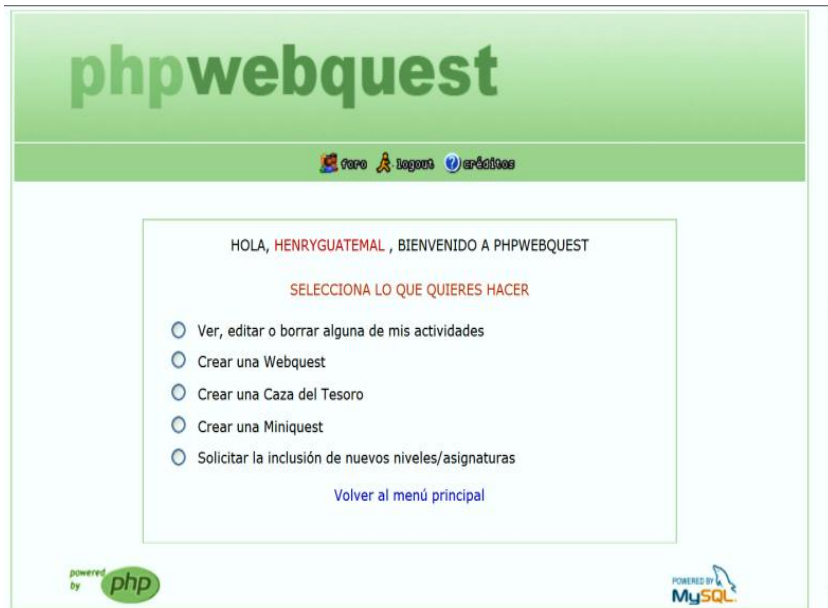 phpwebquest
foro logout créditos
HOLA, HENRYGUATEMAL , BIENVENIDO A PHPWEBQUEST
SELECCIONA LO QUE QUIERES HACER
Ver, editar o borrar alguna de mis actividades
Crear una Webquest
Crear una Caza del Tesoro
Crear una Miniquest
Solicitar la inclusión de nuevos niveles/asignaturas
Volver al menú principal
powered
by php
POWERED BY
MySQL